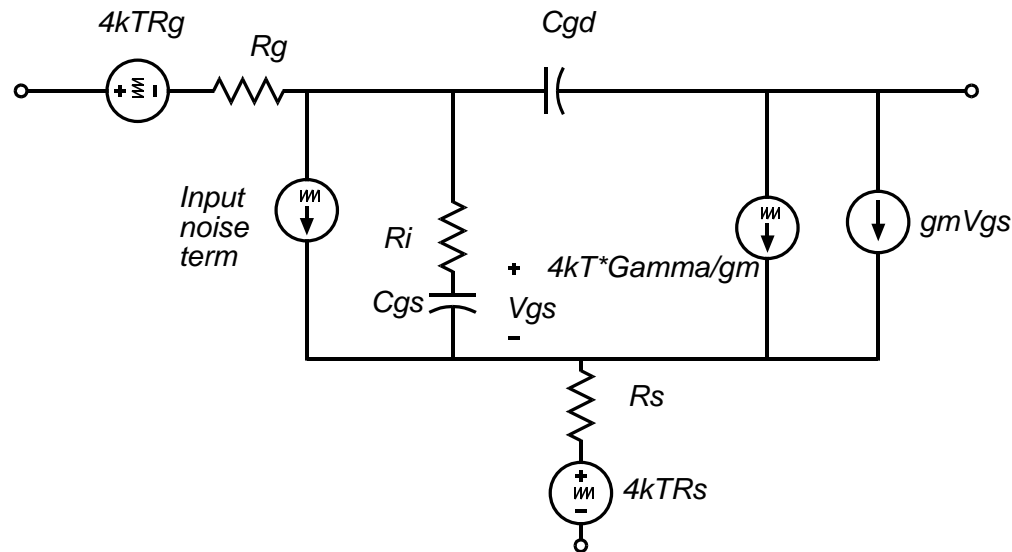 4kTRg
Rg
Cgd
Input
noise
term
Ri
Cgs
+
Vgs
-
4kT*Gamma/gm
gmVgs
Rs
4kTRs
+
-
+ -